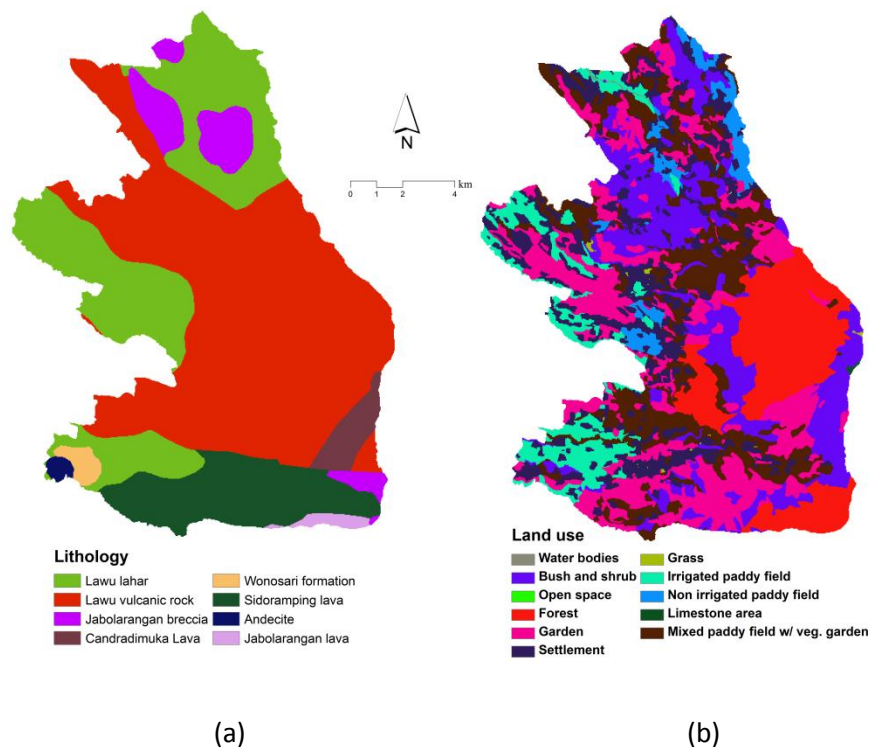 N
km
0 1 2 4
Lithology
Lawu lahar
Lawu vulcanic rock
Jabolarangan breccia
Candradimuka Lava
Wonosari formation
Sidoramping lava
Andecite
Jabolarangan lava
Land use
Water bodies
Bush and shrub
Open space
Forest
Garden
Settlement
Grass
Irrigated paddy field
Non irrigated paddy field
Limestone area
Mixed paddy field w/ veg. garden
(a)
(b)